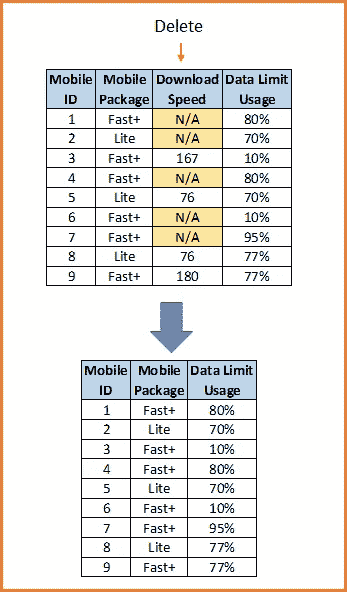 Delete
Mobile ID Mobile Package Download Speed Data Limit Usage
1 Fast+ N/A 80%
2 Lite N/A 70%
3 Fast+ 167 10%
4 Fast+ N/A 80%
5 Lite 76 70%
6 Fast+ N/A 10%
7 Fast+ N/A 95%
8 Lite 76 77%
9 Fast+ 180 77%
Mobile ID Mobile Package Data Limit Usage
1 Fast+ 80%
2 Lite 70%
3 Fast+ 10%
4 Fast+ 80%
5 Lite 70%
6 Fast+ 10%
7 Fast+ 95%
8 Lite 77%
9 Fast+ 77%